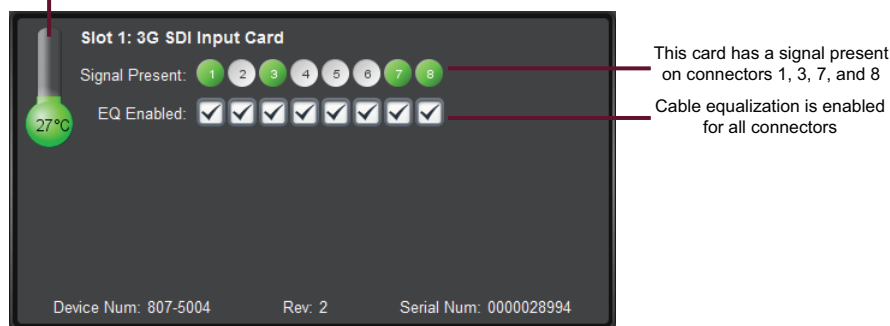 Slot 1: 3G SDI Input Card
Signal Present: 1 2 3 4 5 6 7 8
EQ Enabled:
27°C
Device Num: 807-5004 Rev: 2 Serial Num: 0000028994
This card has a signal present
on connectors 1, 3, 7, and 8
Cable equalization is enabled
for all connectors